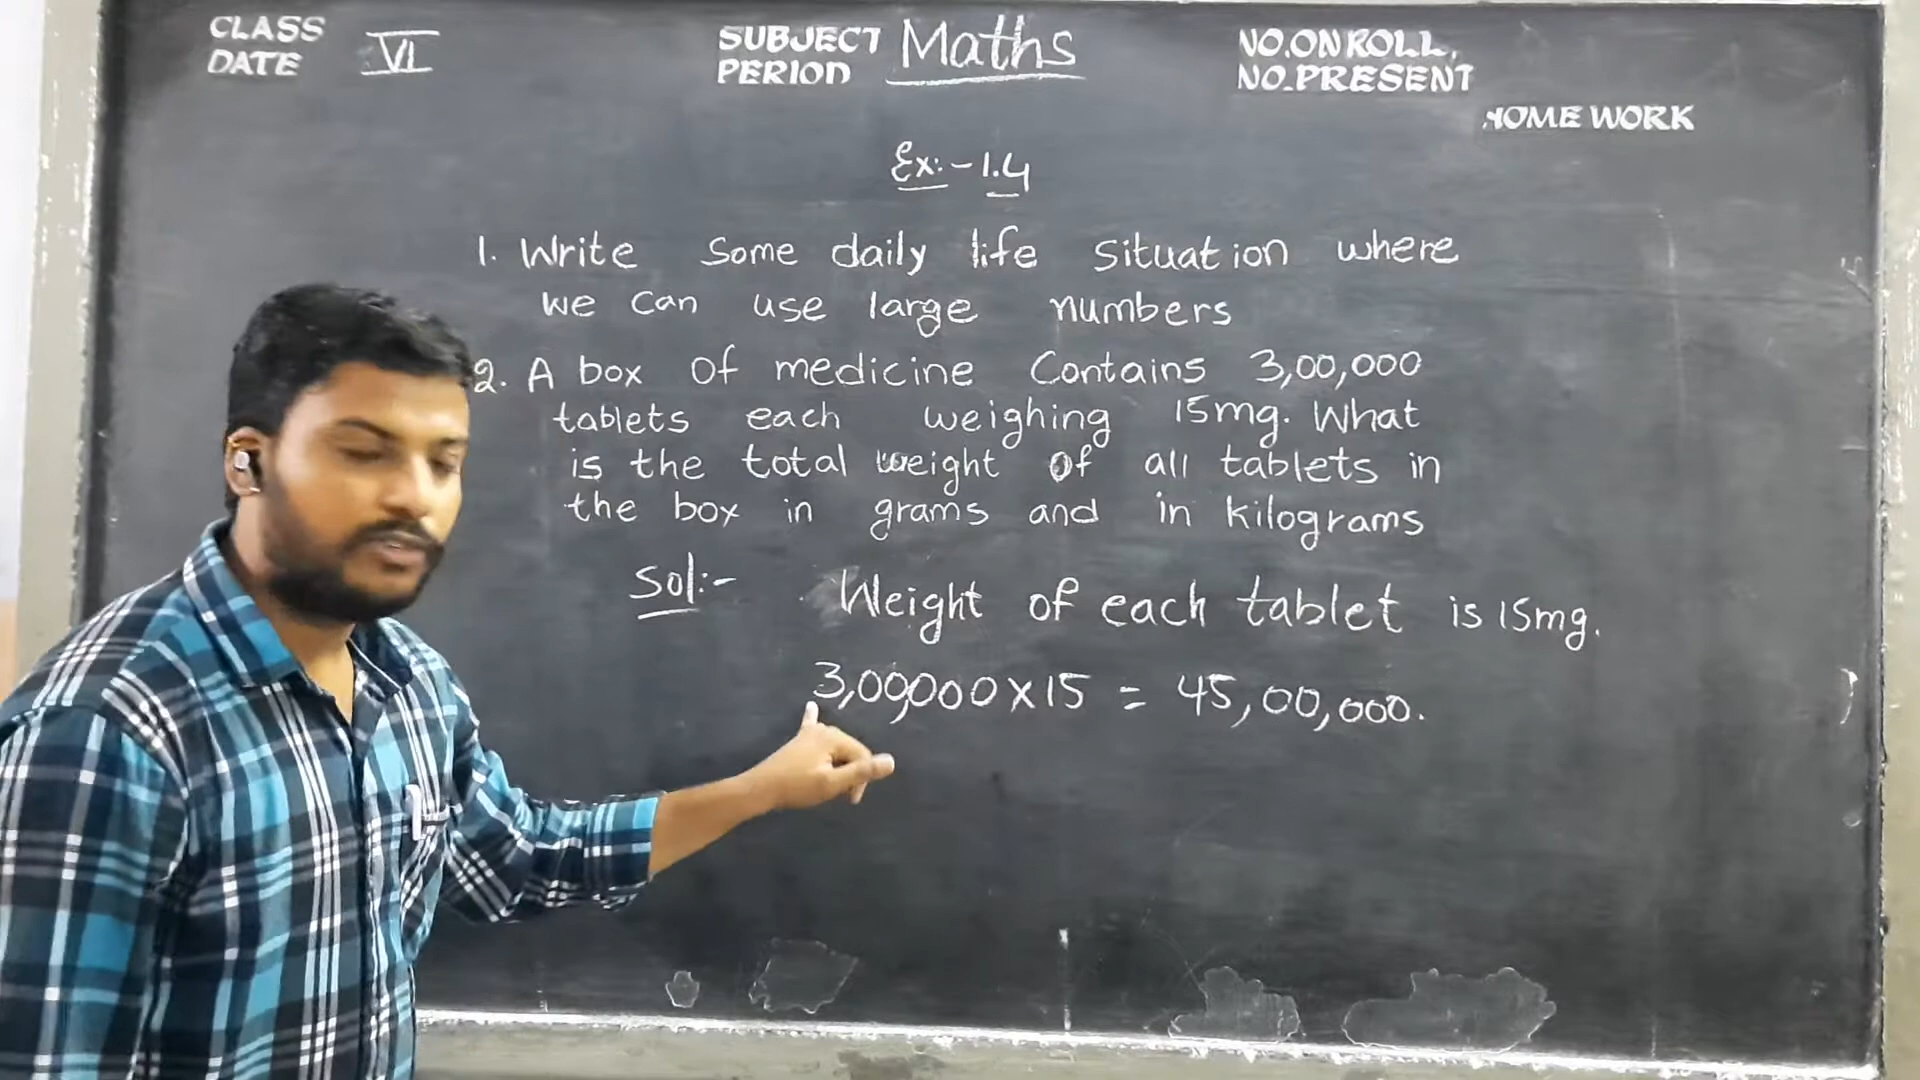 CLASS
DATE VI
SUBJECT Maths
PERIOD
NO.ON ROLL.
NO.PRESENT
HOME WORK
Ex:- 1.4
1. Write some daily life situation where
we can use large numbers
2. A box of medicine contains 3,00,000
tablets each weighing 15mg. What
is the total weight of all tablets in
the box in grams and in kilograms
Sol:- Weight of each tablet is 15mg.
3,00,000 x 15 = 45,00,000.